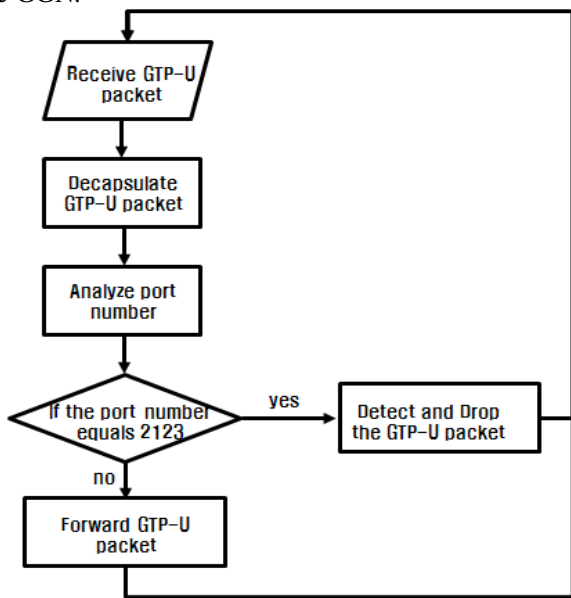 Receive GTP-U
packet
Decapsulate
GTP-U packet
Analyze port
number
If the port number
equals 2123
yes
Detect and Drop
the GTP-U packet
no
Forward GTP-U
packet